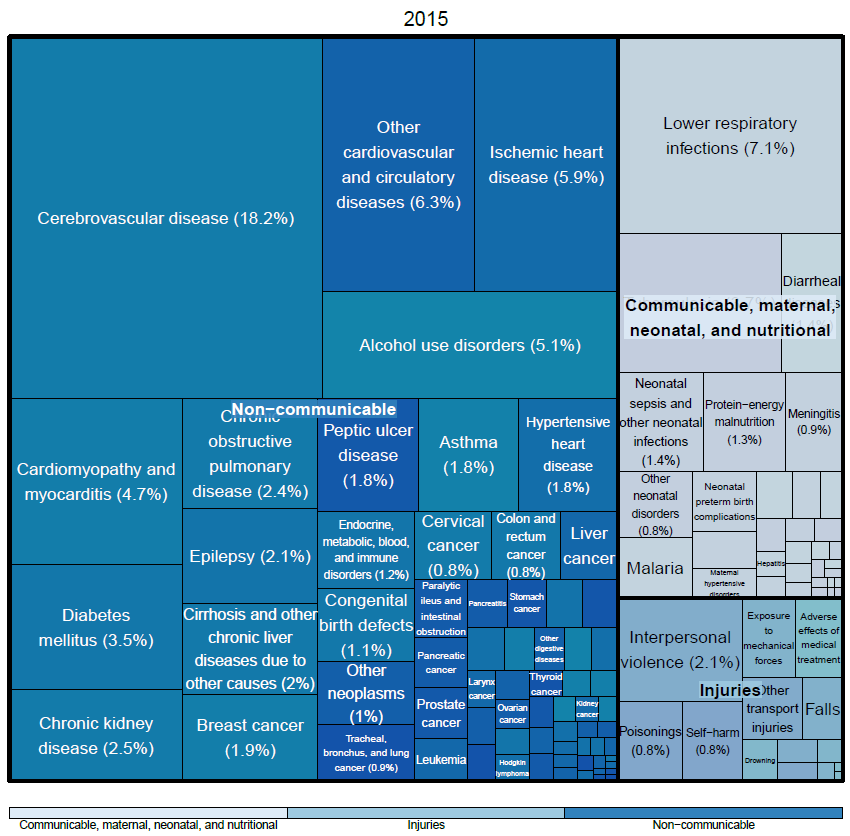 2015
Cerebrovascular disease (18.2%)
Other
cardiovascular
and circulatory
diseases (6.3%)
Ischemic heart
disease (5.9%)
Alcohol use disorders (5.1%)
Lower respiratory
infections (7.1%)
Diarrheal
Communicable, maternal,
neonatal, and nutritional
Neonatal
sepsis and
other neonatal
infections
(1.4%)
Protein−energy
malnutrition
(1.3%)
Meningitis
(0.9%)
Other
neonatal
disorders
(0.8%)
Neonatal
preterm birth
complications
Malaria
Maternal
hypertensive
disorders
Hepatitis
Non−communicable
Cardiomyopathy and
myocarditis (4.7%)
Chronic
obstructive
pulmonary
disease (2.4%)
Peptic ulcer
disease
(1.8%)
Asthma
(1.8%)
Hypertensive
heart
disease
(1.8%)
Epilepsy (2.1%)
Endocrine,
metabolic, blood,
and immune
disorders (1.2%)
Cervical
cancer
(0.8%)
Colon and
rectum
cancer
(0.8%)
Liver
cancer
Diabetes
mellitus (3.5%)
Cirrhosis and other
chronic liver
diseases due to
other causes (2%)
Congenital
birth defects
(1.1%)
Paralytic
ileus and
intestinal
obstruction
Pancreatitis
Stomach
cancer
Other
digestive
diseases
Pancreatic
cancer
Other
neoplasms
(1%)
Larynx
cancer
Thyroid
cancer
Chronic kidney
disease (2.5%)
Breast cancer
(1.9%)
Tracheal,
bronchus, and lung
cancer (0.9%)
Prostate
cancer
Ovarian
cancer
Kidney
cancer
Leukemia
Hodgkin
lymphoma
Interpersonal
violence (2.1%)
Exposure
to
mechanical
forces
Adverse
effects of
medical
treatment
Injuries
Other
transport
injuries
Falls
Poisonings
(0.8%)
Self−harm
(0.8%)
Drowning
Communicable, maternal, neonatal, and nutritional
Injuries
Non−communicable